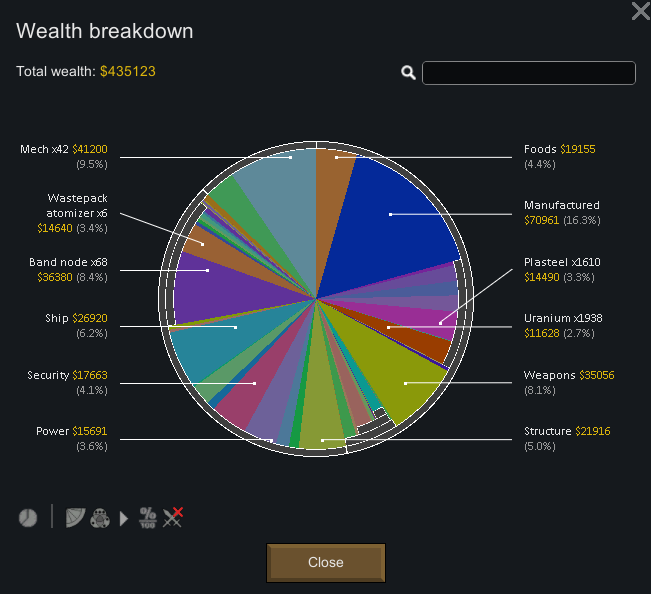 Wealth breakdown
Total wealth: $435123
Mech x42 $41200
(9.5%)
Wastepack
atomizer x6
$14640 (3.4%)
Band node x68
$36380 (8.4%)
Ship $26920
(6.2%)
Security $17663
(4.1%)
Power $15691
(3.6%)
Foods $19155
(4.4%)
Manufactured
$70961 (16.3%)
Plasteel x1610
$14490 (3.3%)
Uranium x1938
$11628 (2.7%)
Weapons $35056
(8.1%)
Structure $21916
(5.0%)
%
100
Close